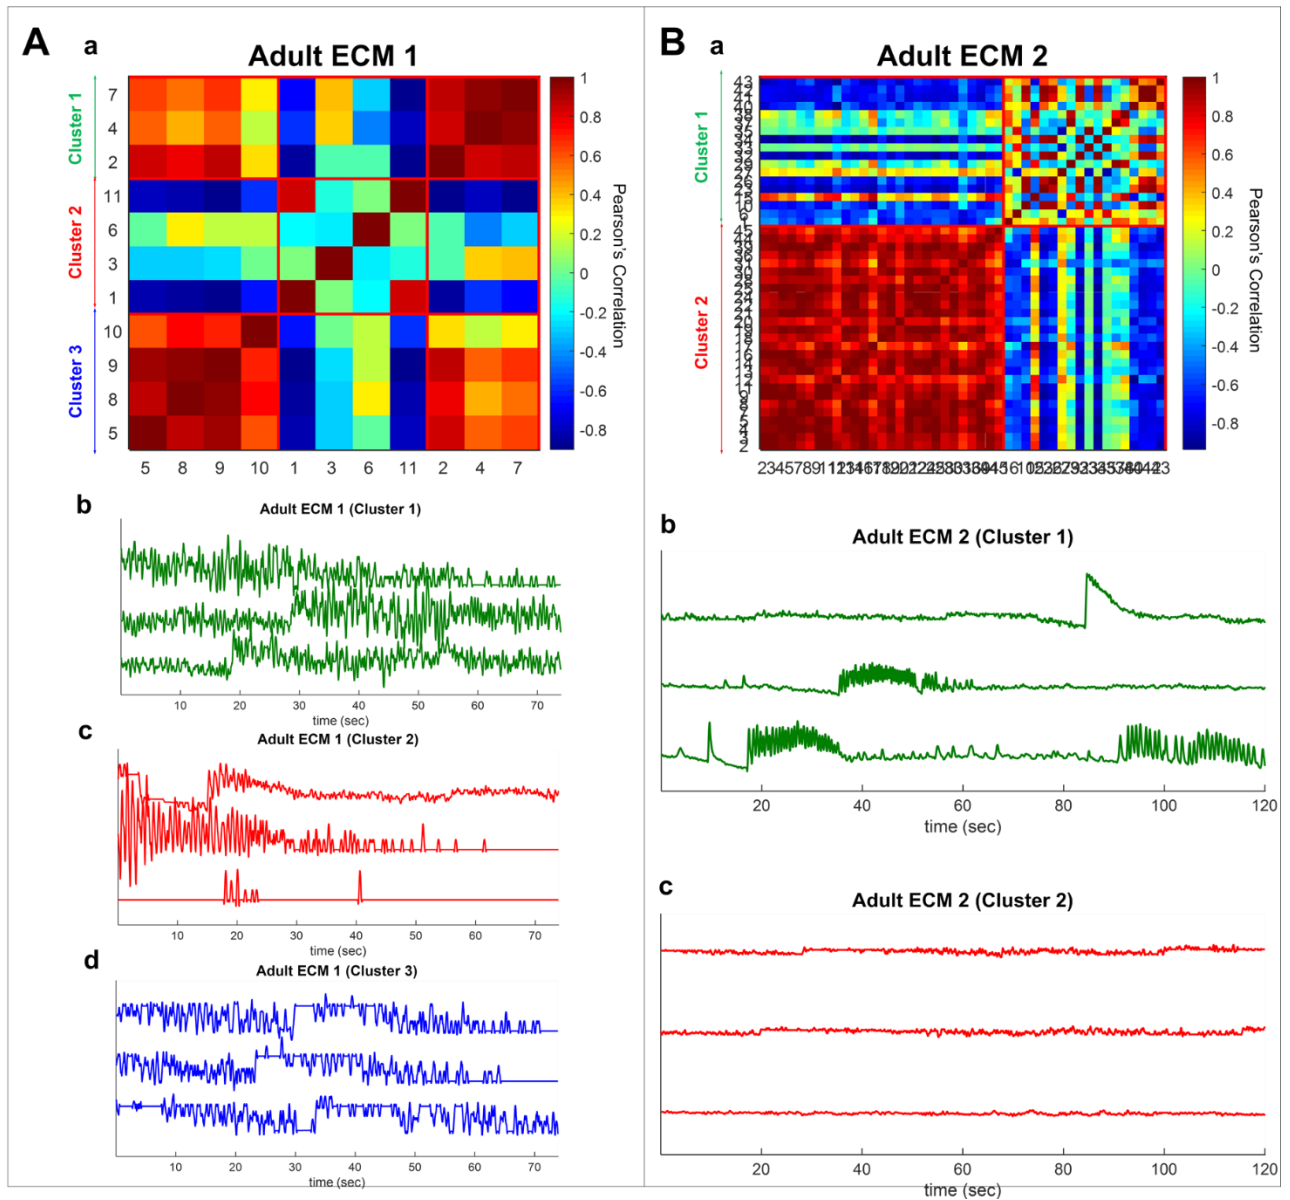 A
a
Adult ECM 1
Cluster 1
Cluster 2
Cluster 3
7
4
2
11
6
3
1
10
9
8
5
5 8 9 10 1 3 6 11 2 4 7
1
0.8
0.6
0.4
0.2
0
-0.2
-0.4
-0.6
-0.8
Pearson's Correlation
b
Adult ECM 1 (Cluster 1)
10 20 30 40 50 60 70
time (sec)
c
Adult ECM 1 (Cluster 2)
10 20 30 40 50 60 70
time (sec)
d
Adult ECM 1 (Cluster 3)
10 20 30 40 50 60 70
time (sec)
B
a
Adult ECM 2
Cluster 1
Cluster 2
1
0.8
0.6
0.4
0.2
0
-0.2
-0.4
-0.6
-0.8
Pearson's Correlation
b
Adult ECM 2 (Cluster 1)
20 40 60 80 100 120
time (sec)
c
Adult ECM 2 (Cluster 2)
20 40 60 80 100 120
time (sec)